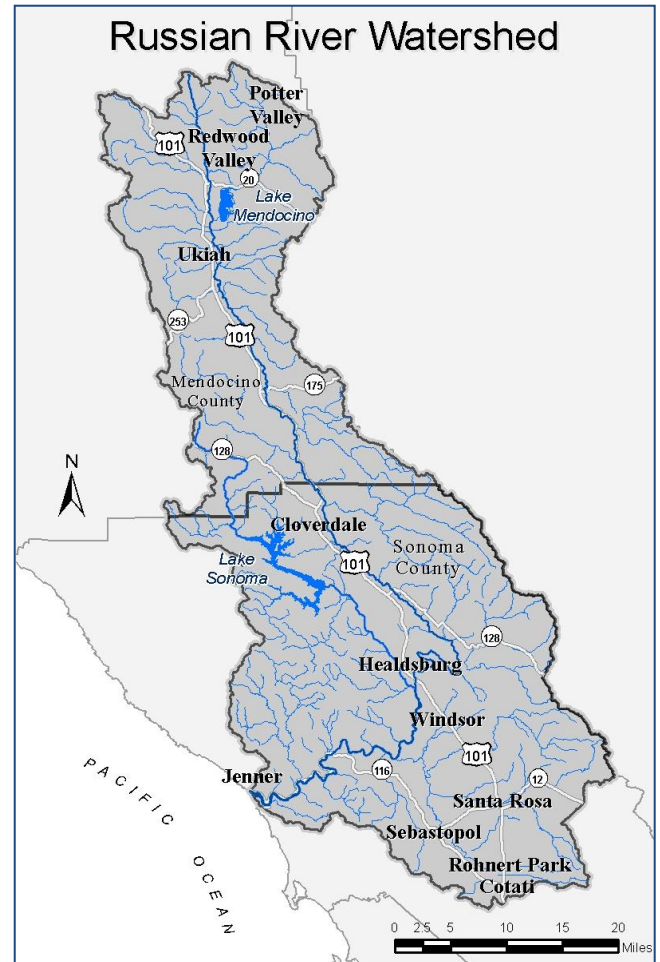 Russian River Watershed
Potter
Valley
101
Redwood
Valley
20
Lake
Mendocino
Ukiah
253
101
175
Mendocino
County
128
N
Cloverdale
101
Sonoma
County
Lake
Sonoma
128
Healdsburg
Windsor
101
Jenner
116
12
Santa Rosa
Sebastopol
Rohnert Park
Cotati
PACIFIC OCEAN
0 2.5 5 10 15 20
Miles